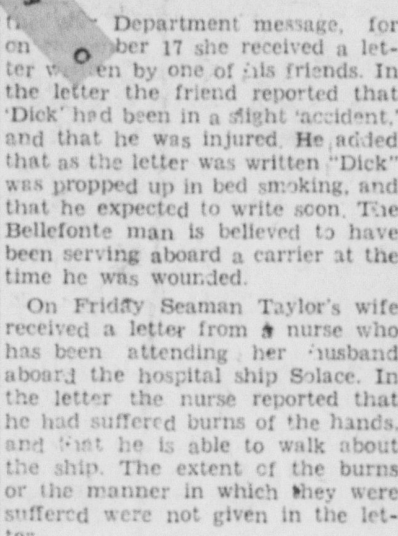 Department message, for
on ber 17 she received a let-
ter en by one of his friends. In
the letter the friend reported that
'Dick' had been in a slight 'accident,'
and that he was injured. He added
that as the letter was written "Dick"
was propped up in bed smoking, and
that he expected to write soon. The
Bellefonte man is believed to have
been serving aboard a carrier at the
time he was wounded.
On Friday Seaman Taylor's wife
received a letter from a nurse who
has been attending her husband
aboard the hospital ship Solace. In
the letter the nurse reported that
he had suffered burns of the hands,
and that he is able to walk about
the ship. The extent of the burns
or the manner in which they were
suffered were not given in the let-